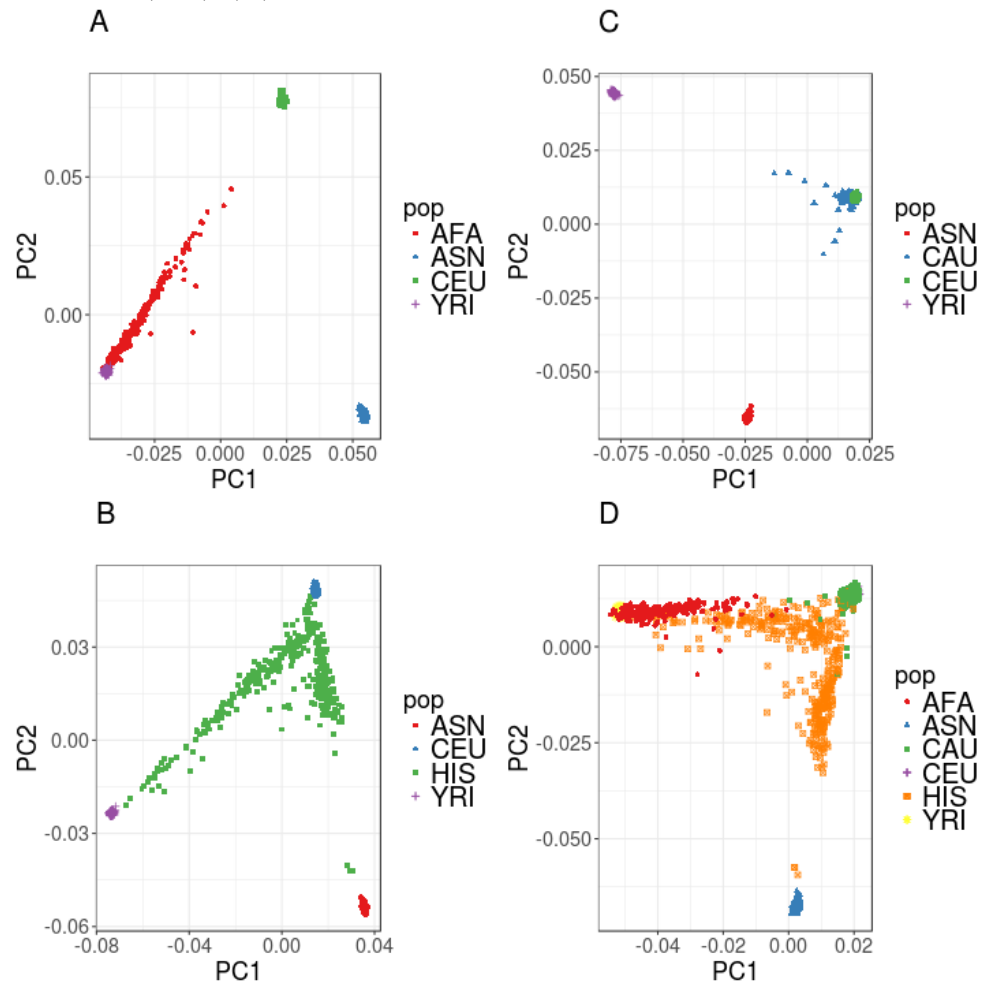 A
PC2
0.05
0.00
-0.025 0.000 0.025 0.050
PC1
pop
AFA
ASN
CEU
YRI
C
PC2
0.050
0.025
0.000
-0.025
-0.050
-0.075 -0.050 -0.025 0.000 0.025
PC1
pop
ASN
CAU
CEU
YRI
B
PC2
0.03
0.00
-0.03
-0.06
-0.08 -0.04 0.00 0.04
PC1
pop
ASN
CEU
HIS
YRI
D
PC2
0.000
-0.025
-0.050
-0.04 -0.02 0.00 0.02
PC1
pop
AFA
ASN
CAU
CEU
HIS
YRI